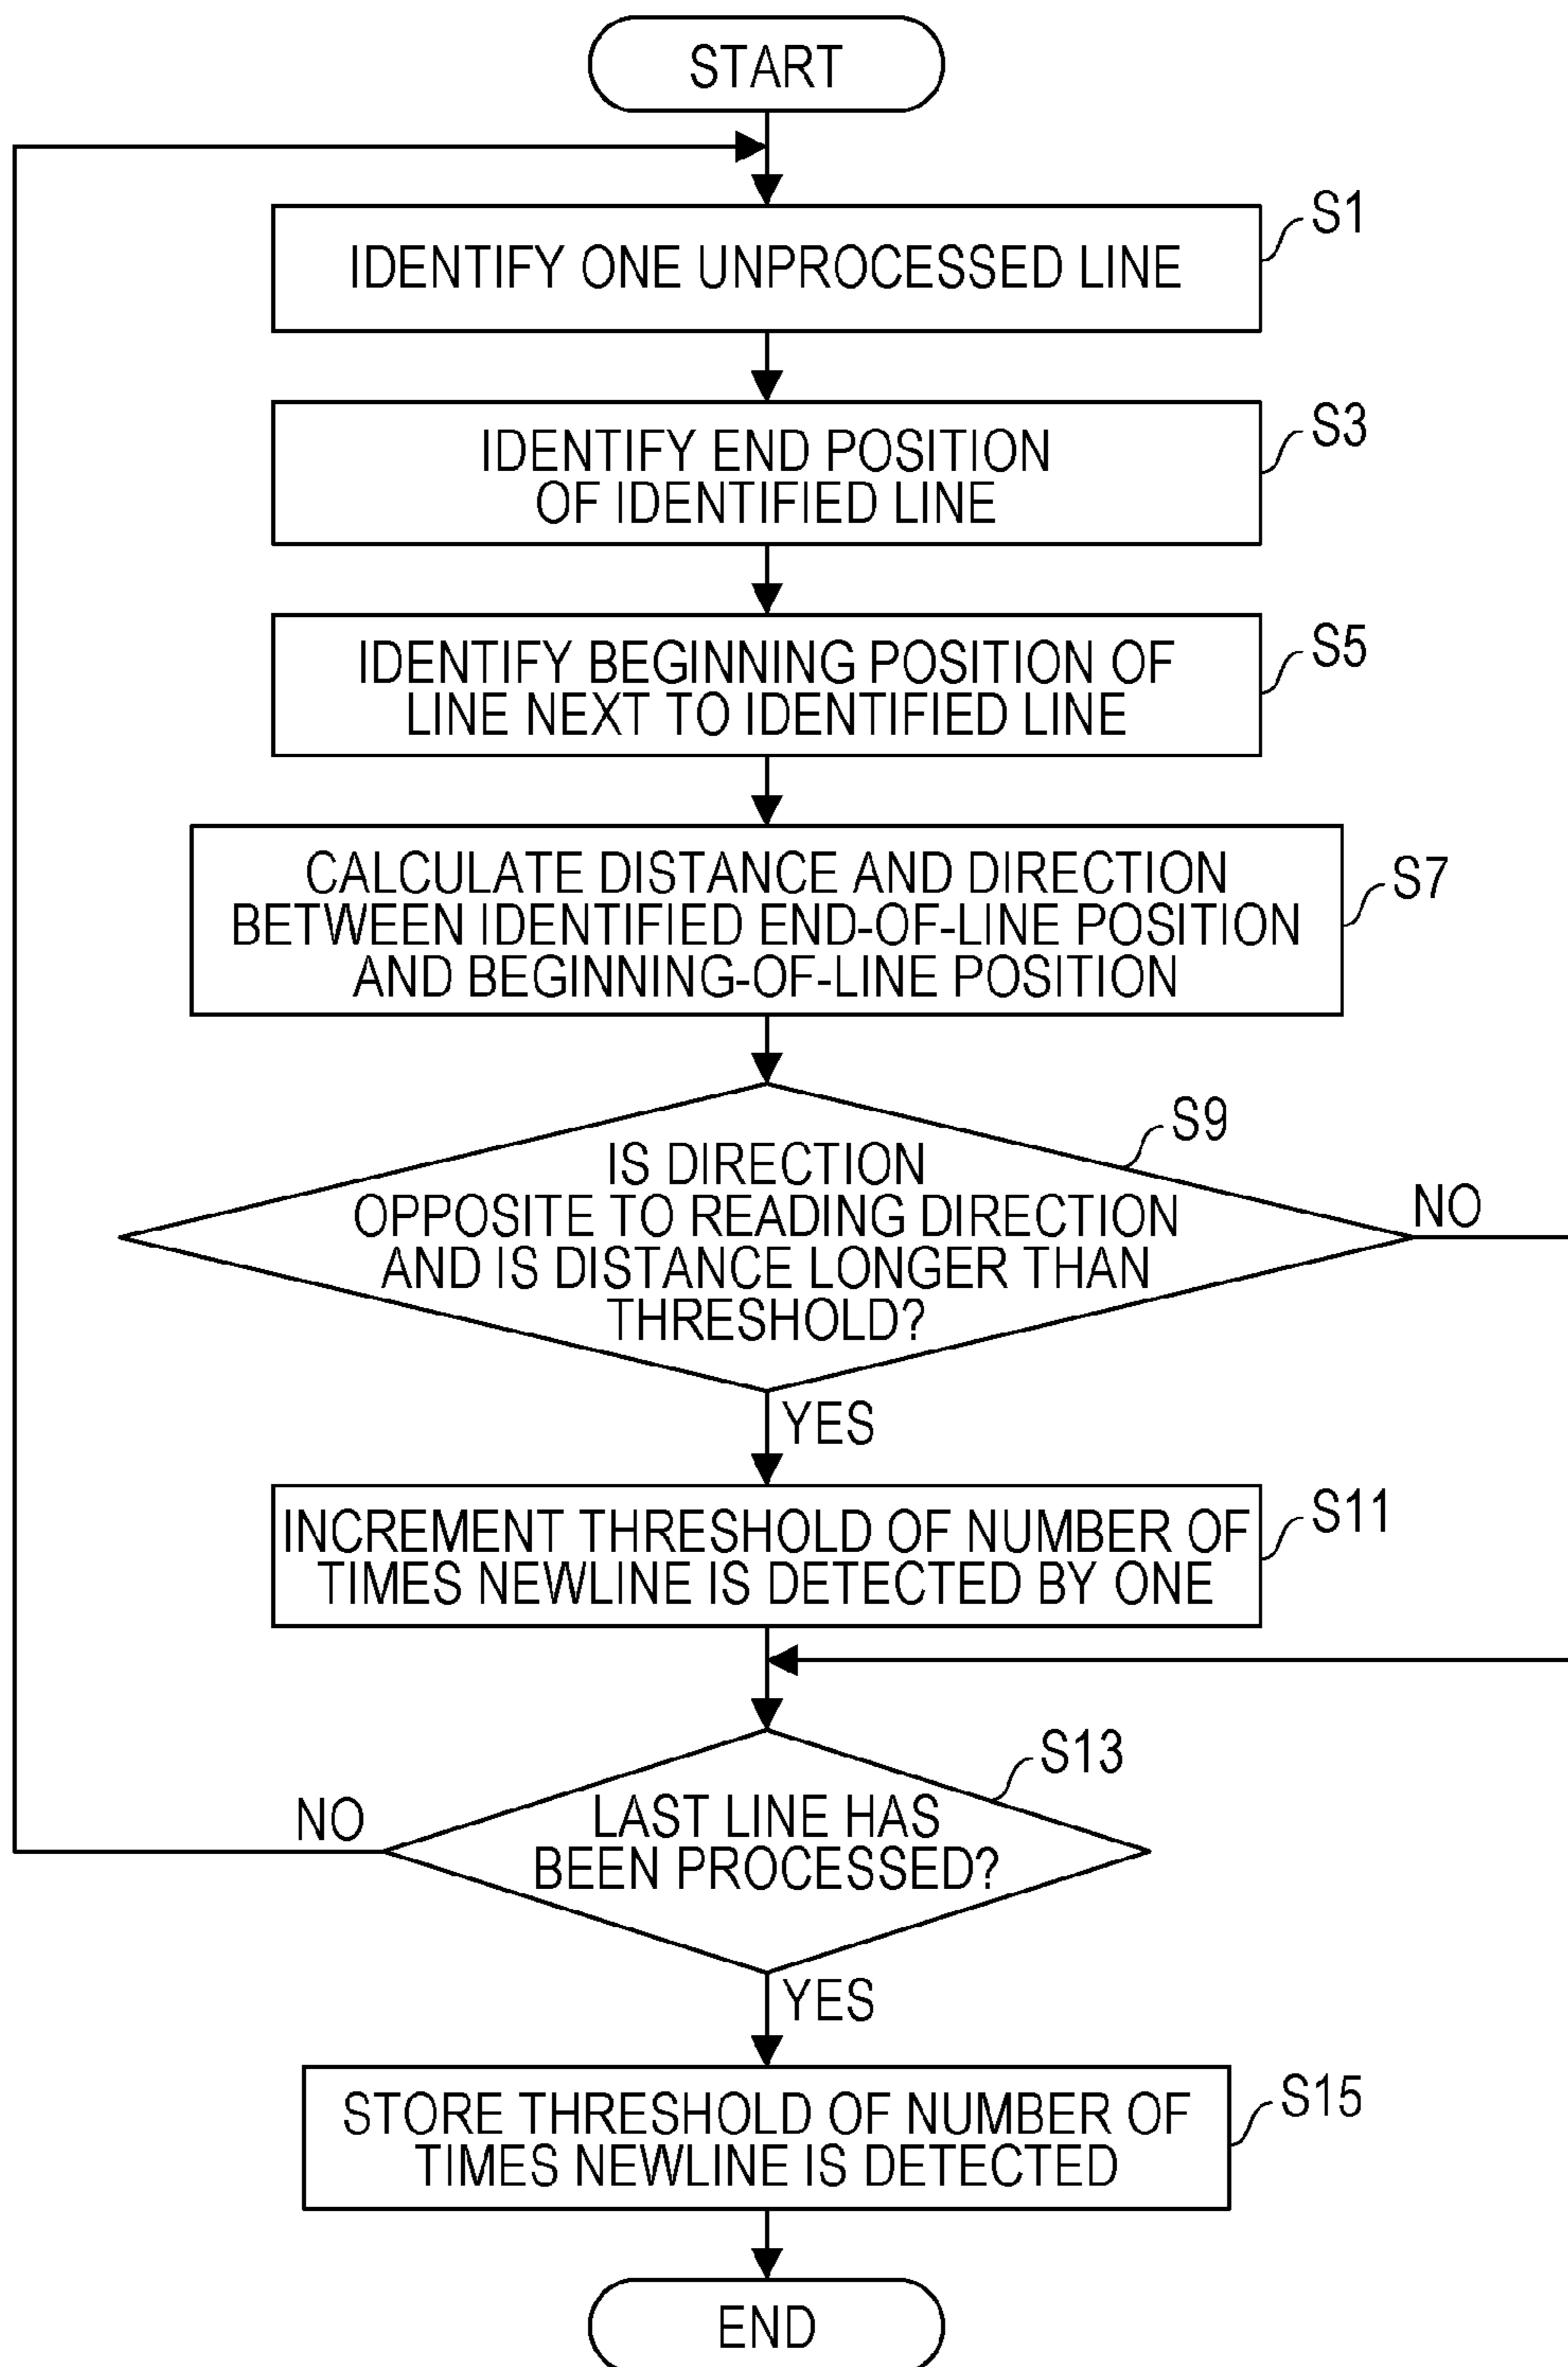 START
S1
IDENTIFY ONE UNPROCESSED LINE
S3
IDENTIFY END POSITION
OF IDENTIFIED LINE
S5
IDENTIFY BEGINNING POSITION OF
LINE NEXT TO IDENTIFIED LINE
S7
CALCULATE DISTANCE AND DIRECTION
BETWEEN IDENTIFIED END-OF-LINE POSITION
AND BEGINNING-OF-LINE POSITION
S9
IS DIRECTION
OPPOSITE TO READING DIRECTION
AND IS DISTANCE LONGER THAN
THRESHOLD?
NO
YES
S11
INCREMENT THRESHOLD OF NUMBER OF
TIMES NEWLINE IS DETECTED BY ONE
S13
LAST LINE HAS
BEEN PROCESSED?
NO
YES
S15
STORE THRESHOLD OF NUMBER OF
TIMES NEWLINE IS DETECTED
END